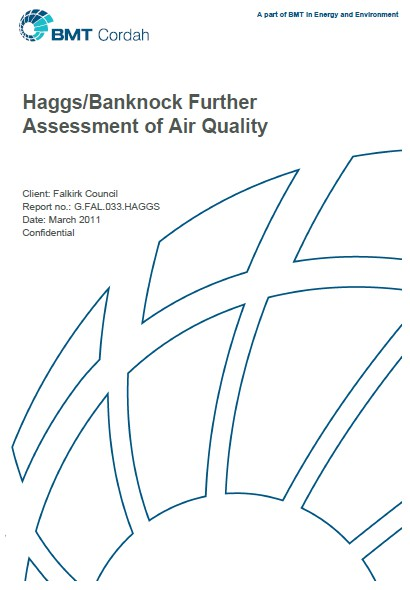 BMT Cordah
A part of BMT in Energy and Environment
Haggs/Banknock Further
Assessment of Air Quality
Client: Falkirk Council
Report no.: G.FAL.033.HAGGS
Date: March 2011
Confidential